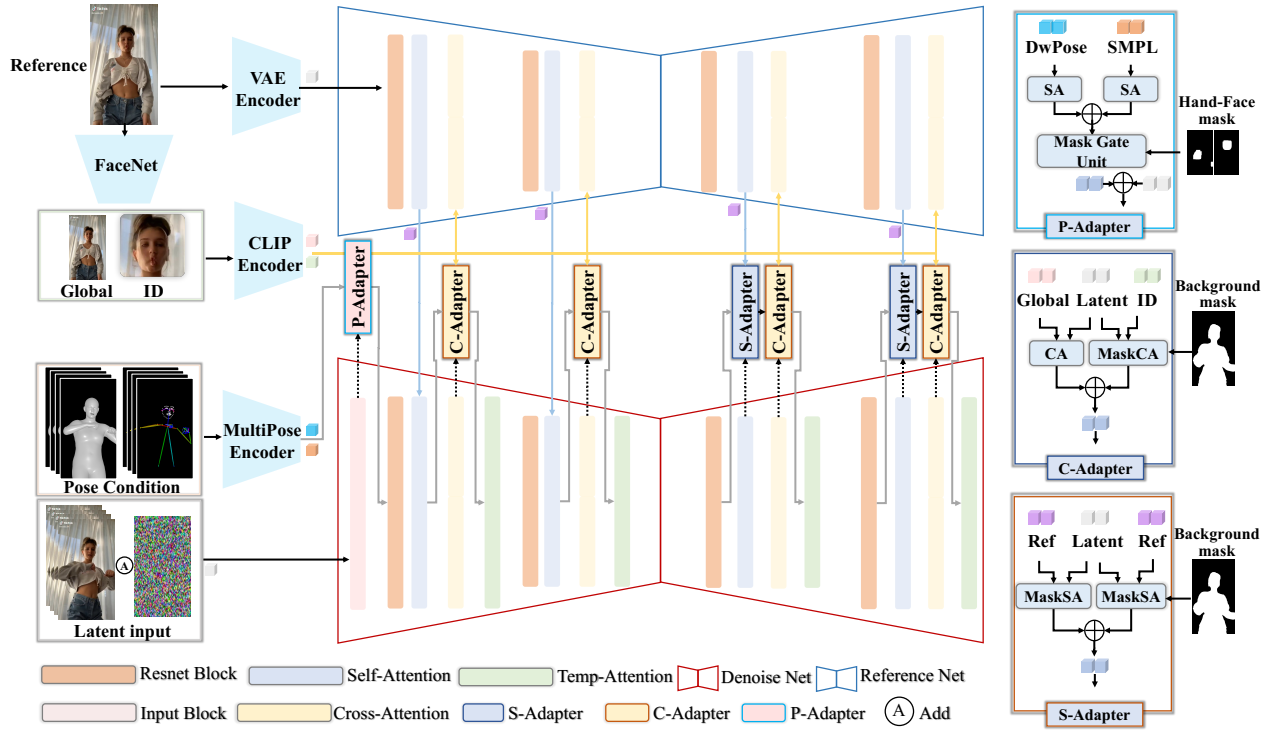 Reference
VAE
Encoder
FaceNet
CLIP
Encoder
Global
ID
P-Adapter
C-Adapter
C-Adapter
S-Adapter
C-Adapter
S-Adapter
C-Adapter
MultiPose
Encoder
Pose Condition
A
Latent input
DwPose
SMPL
SA
SA
Hand-Face
mask
Mask Gate
Unit
P-Adapter
Global
Latent
ID
Background
mask
CA
MaskCA
C-Adapter
Ref
Latent
Ref
Background
mask
MaskSA
MaskSA
S-Adapter
Resnet Block
Self-Attention
Temp-Attention
Denoise Net
Reference Net
Input Block
Cross-Attention
S-Adapter
C-Adapter
P-Adapter
A
Add